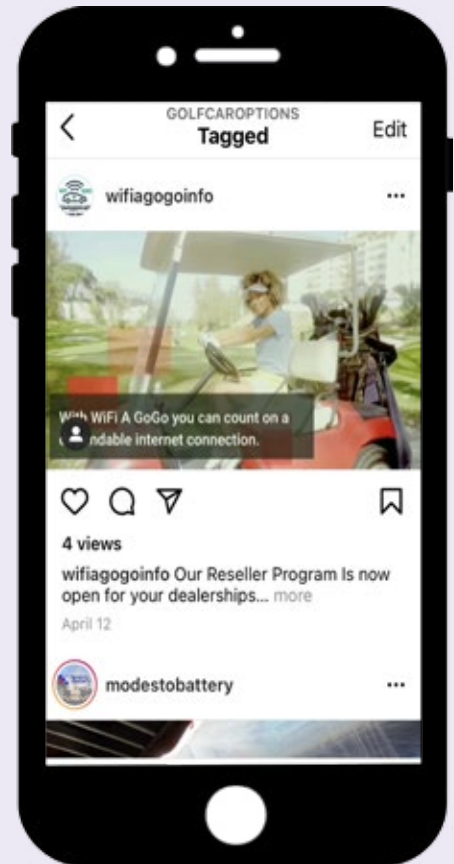 GOLFCAROPTIONS
Tagged
Edit
wifiagogoinfo
With WiFi A GoGo you can count on a
ndable internet connection.
4 views
wifiagogoinfo Our Reseller Program Is now
open for your dealerships... more
April 12
modestobattery